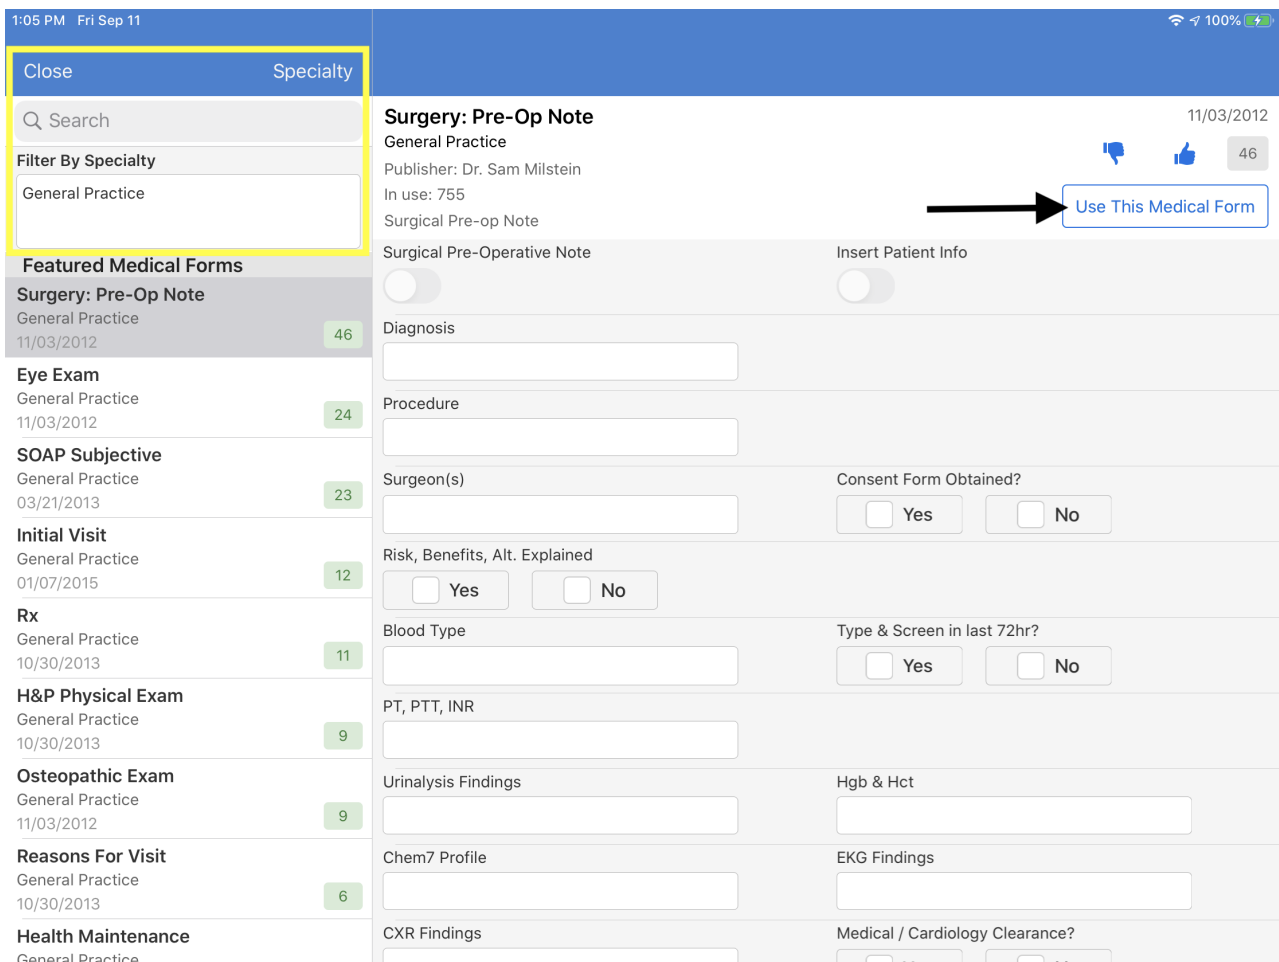 1:05 PM Fri Sep 11
100%
Close Specialty
Search
Filter By Specialty
General Practice
Featured Medical Forms
Surgery: Pre-Op Note
General Practice
11/03/2012
46
Eye Exam
General Practice
11/03/2012
24
SOAP Subjective
General Practice
03/21/2013
23
Initial Visit
General Practice
01/07/2015
12
Rx
General Practice
10/30/2013
11
H&P Physical Exam
General Practice
10/30/2013
9
Osteopathic Exam
General Practice
11/03/2012
9
Reasons For Visit
General Practice
10/30/2013
6
Health Maintenance
General Practice
Surgery: Pre-Op Note
11/03/2012
General Practice
Publisher: Dr. Sam Milstein
46
In use: 755
Use This Medical Form
Surgical Pre-op Note
Surgical Pre-Operative Note Insert Patient Info
Diagnosis
Procedure
Surgeon(s) Consent Form Obtained?
Yes No
Risk, Benefits, Alt. Explained
Yes No
Blood Type Type & Screen in last 72hr?
Yes No
PT, PTT, INR
Urinalysis Findings Hgb & Hct
Chem7 Profile EKG Findings
CXR Findings Medical / Cardiology Clearance?